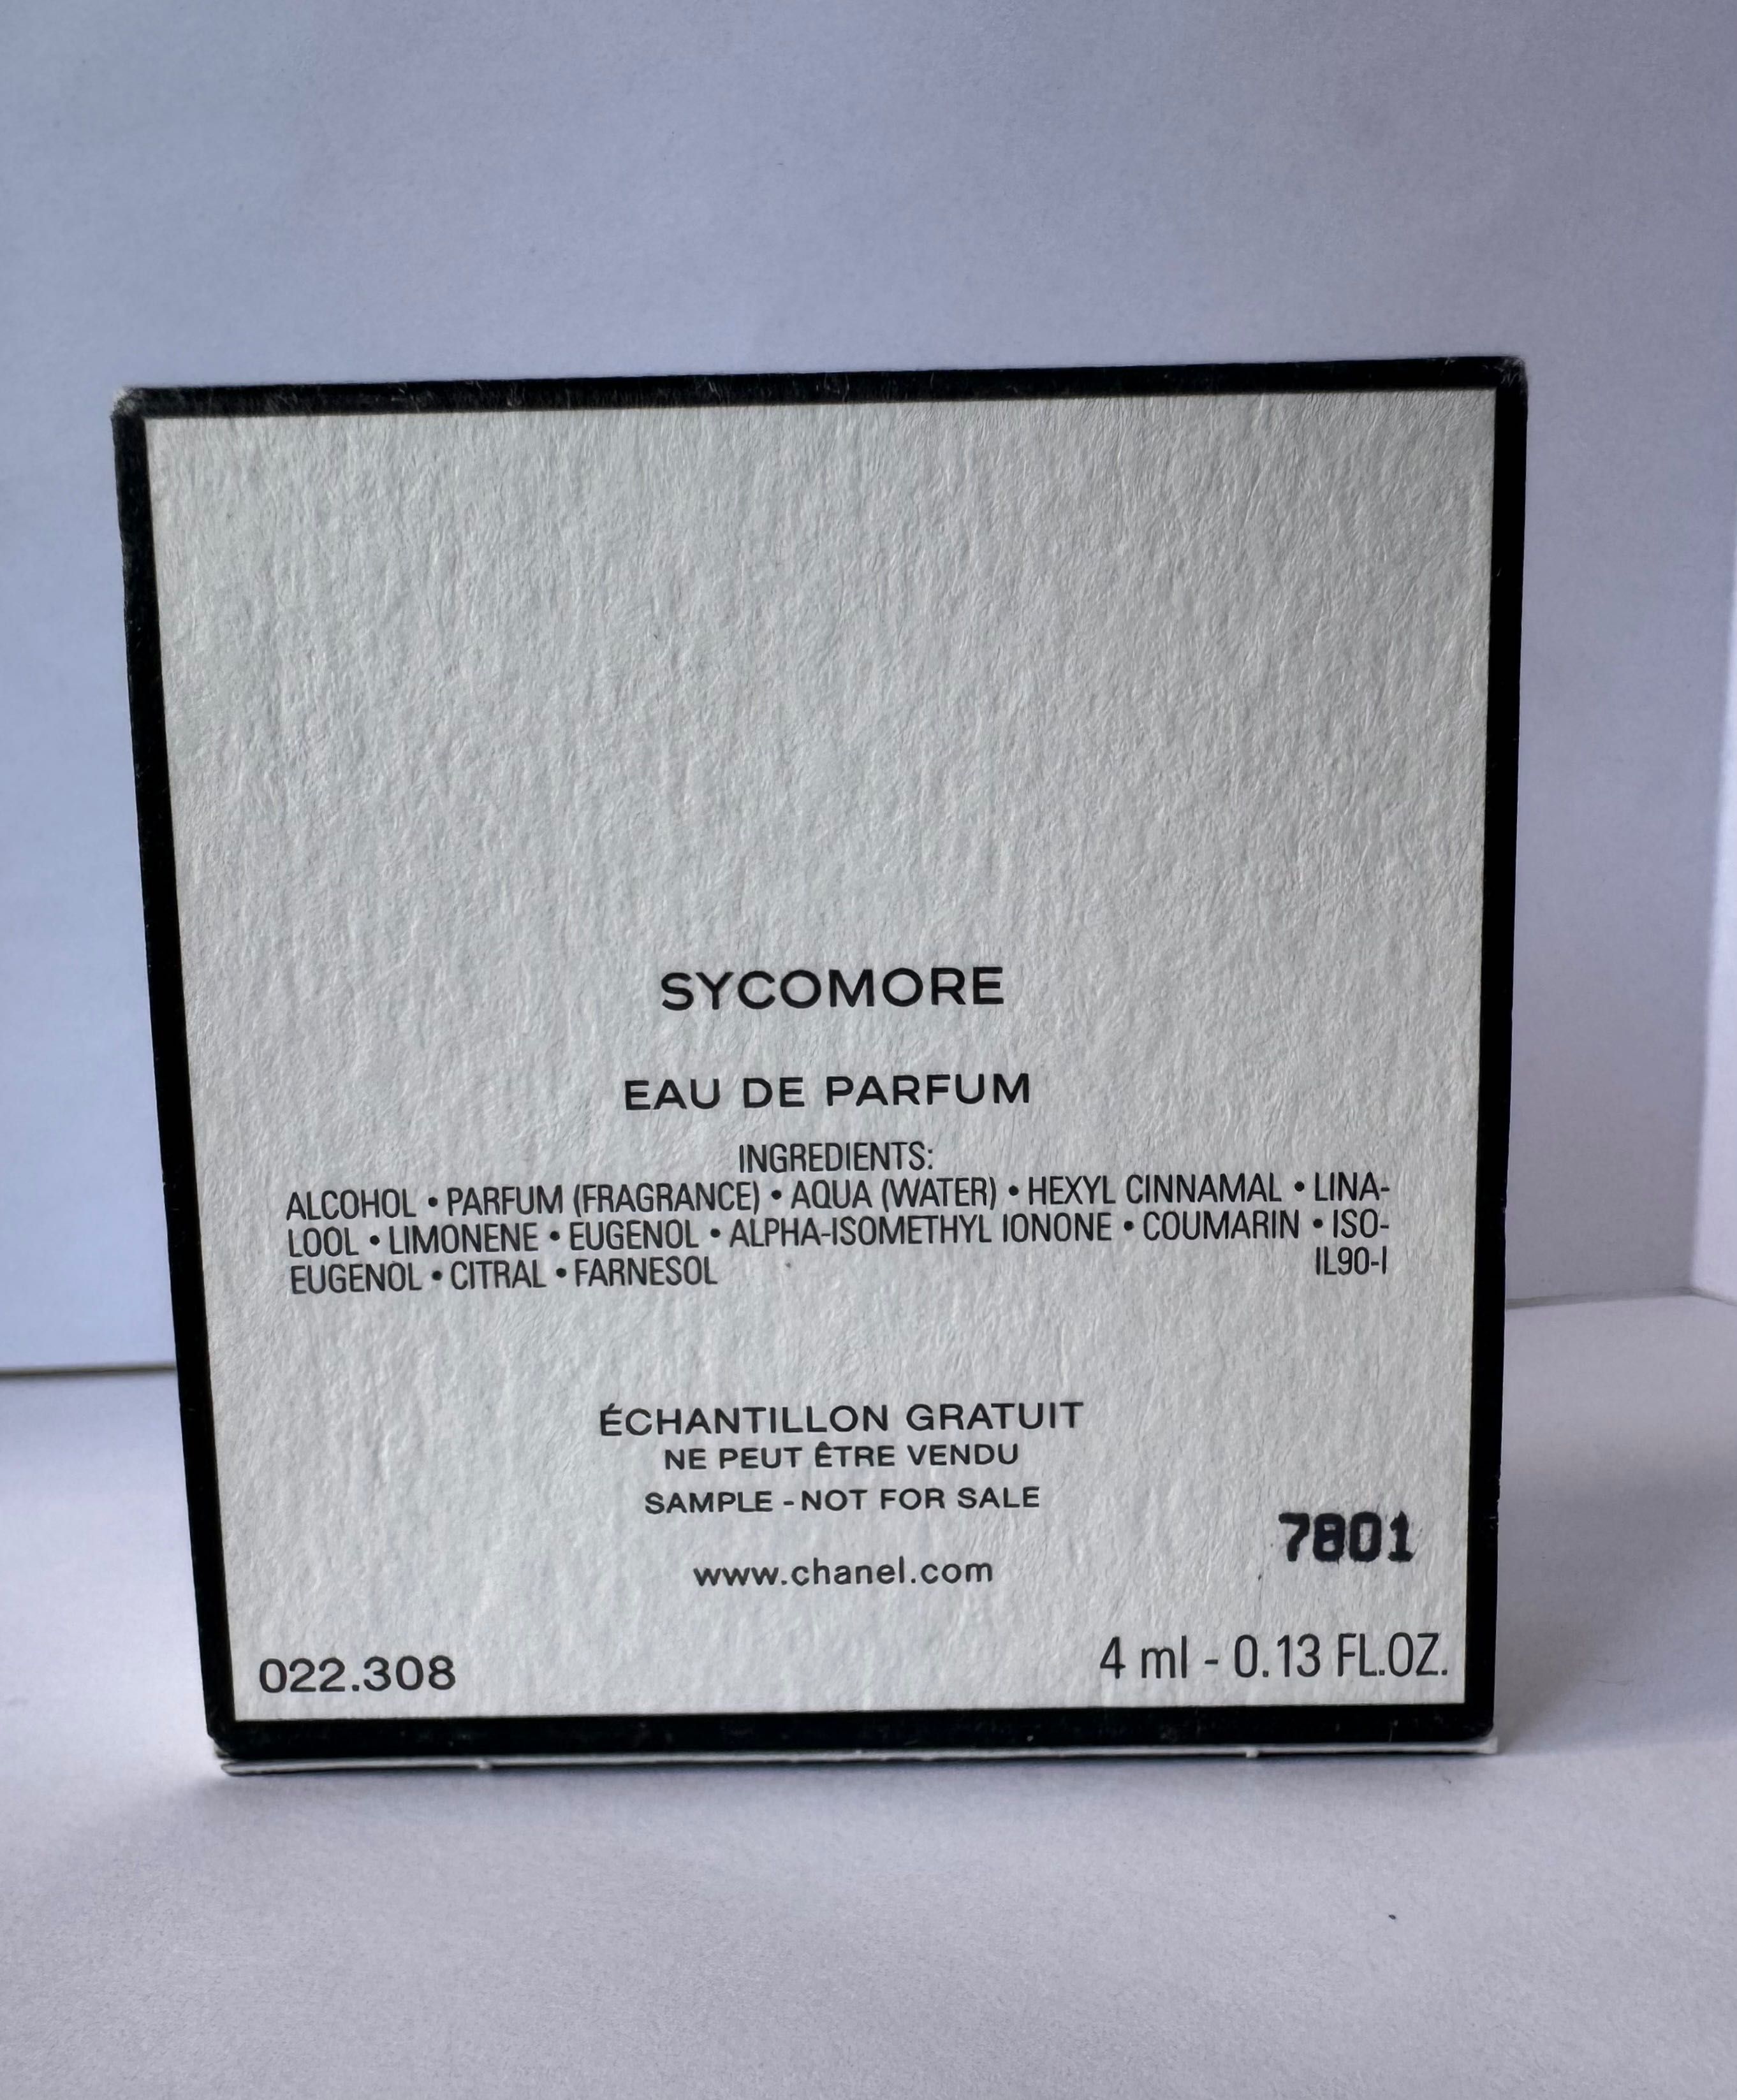 SYCOMORE
EAU DE PARFUM
INGREDIENTS:
ALCOHOL • PARFUM (FRAGRANCE) • AQUA (WATER) • HEXYL CINNAMAL • LINA-
LOOL • LIMONENE • EUGENOL • ALPHA-ISOMETHYL IONONE • COUMARIN • ISO-
EUGENOL • CITRAL • FARNESOL IL90-I
ÉCHANTILLON GRATUIT
NE PEUT ÊTRE VENDU
SAMPLE - NOT FOR SALE
7801
www.chanel.com
022.308 4 ml - 0.13 FL.OZ.